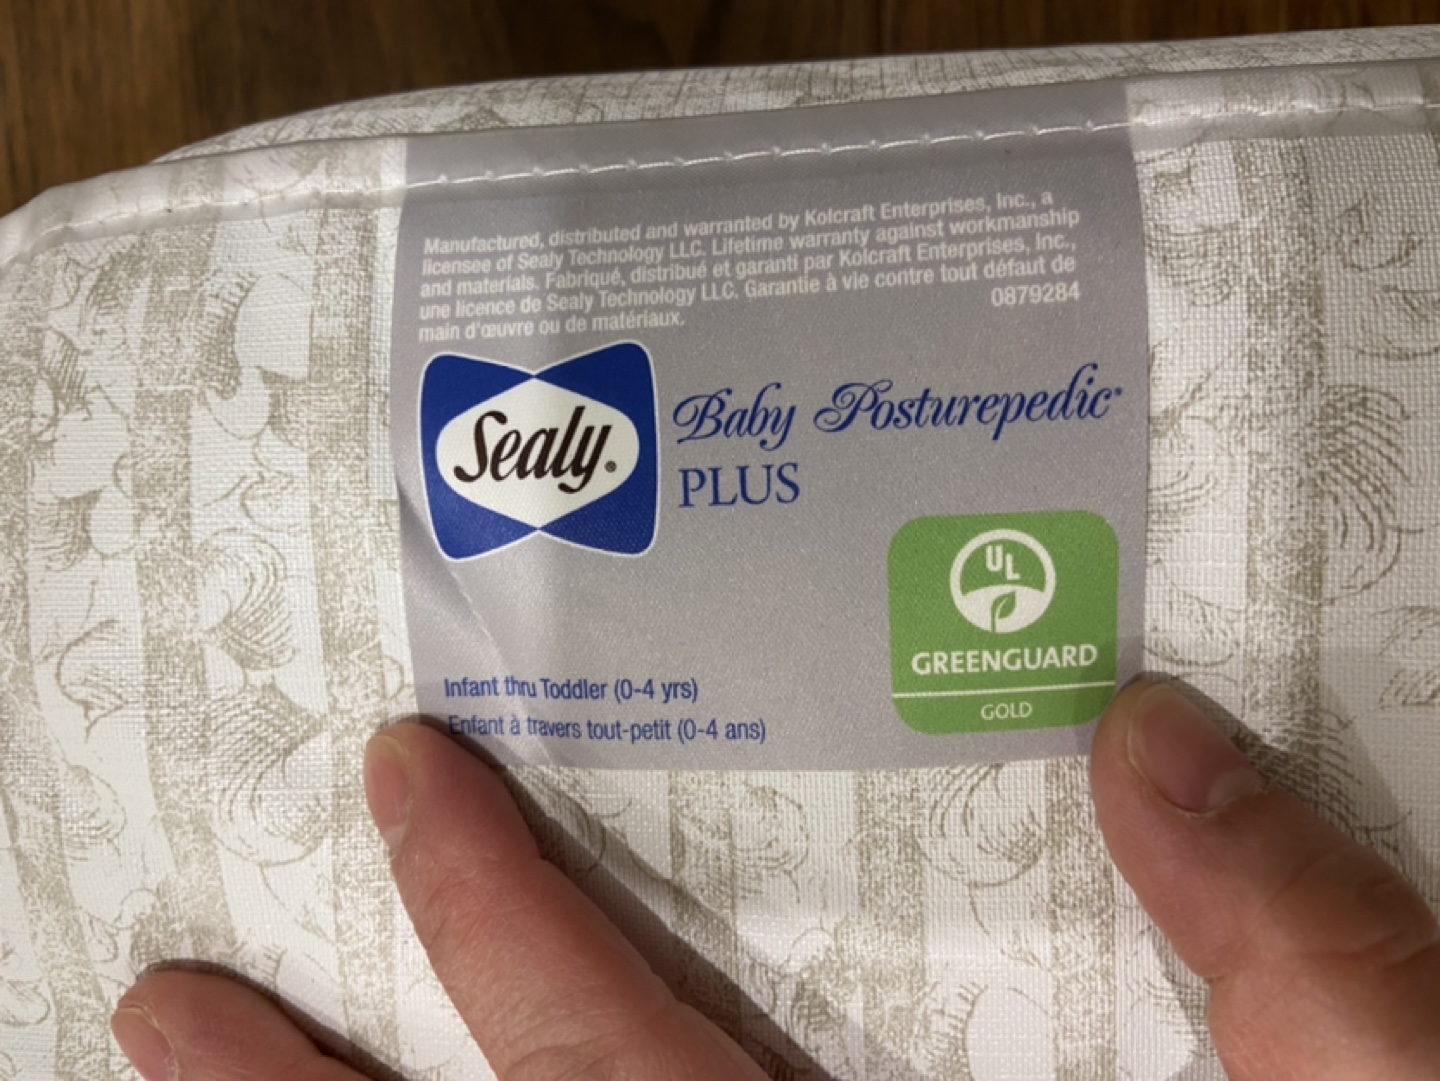 Manufactured, distributed and warranted by Kolcraft Enterprises, Inc., a
licensee of Sealy Technology LLC. Lifetime warranty against workmanship
and materials. Fabriqué, distribué et garanti par Kolcraft Enterprises, Inc.,
une licence de Sealy Technology LLC. Garantie à vie contre tout défaut de
main d'œuvre ou de matériaux.
0879284
Sealy®
Baby Posturepedic®
PLUS
UL
GREENGUARD
GOLD
Infant thru Toddler (0-4 yrs)
Enfant à travers tout-petit (0-4 ans)